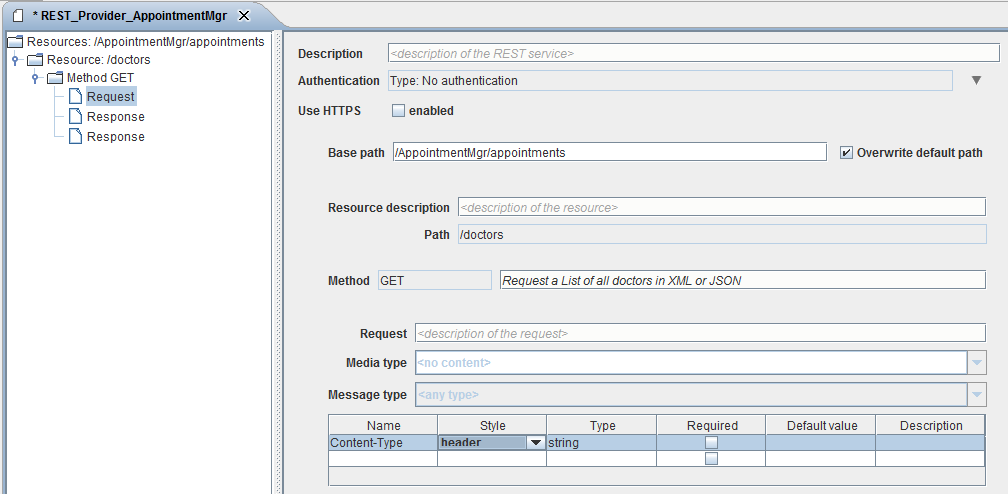 * REST_Provider_AppointmentMgr X
Resources: /AppointmentMgr/appointments
Resource: /doctors
Method GET
Request
Response
Response
Description <description of the REST service>
Authentication Type: No authentication
Use HTTPS enabled
Base path /AppointmentMgr/appointments Overwrite default path
Resource description <description of the resource>
Path /doctors
Method GET Request a List of all doctors in XML or JSON
Request <description of the request>
Media type <no content>
Message type <any type>
Name Style Type Required Default value Description
Content-Type header string